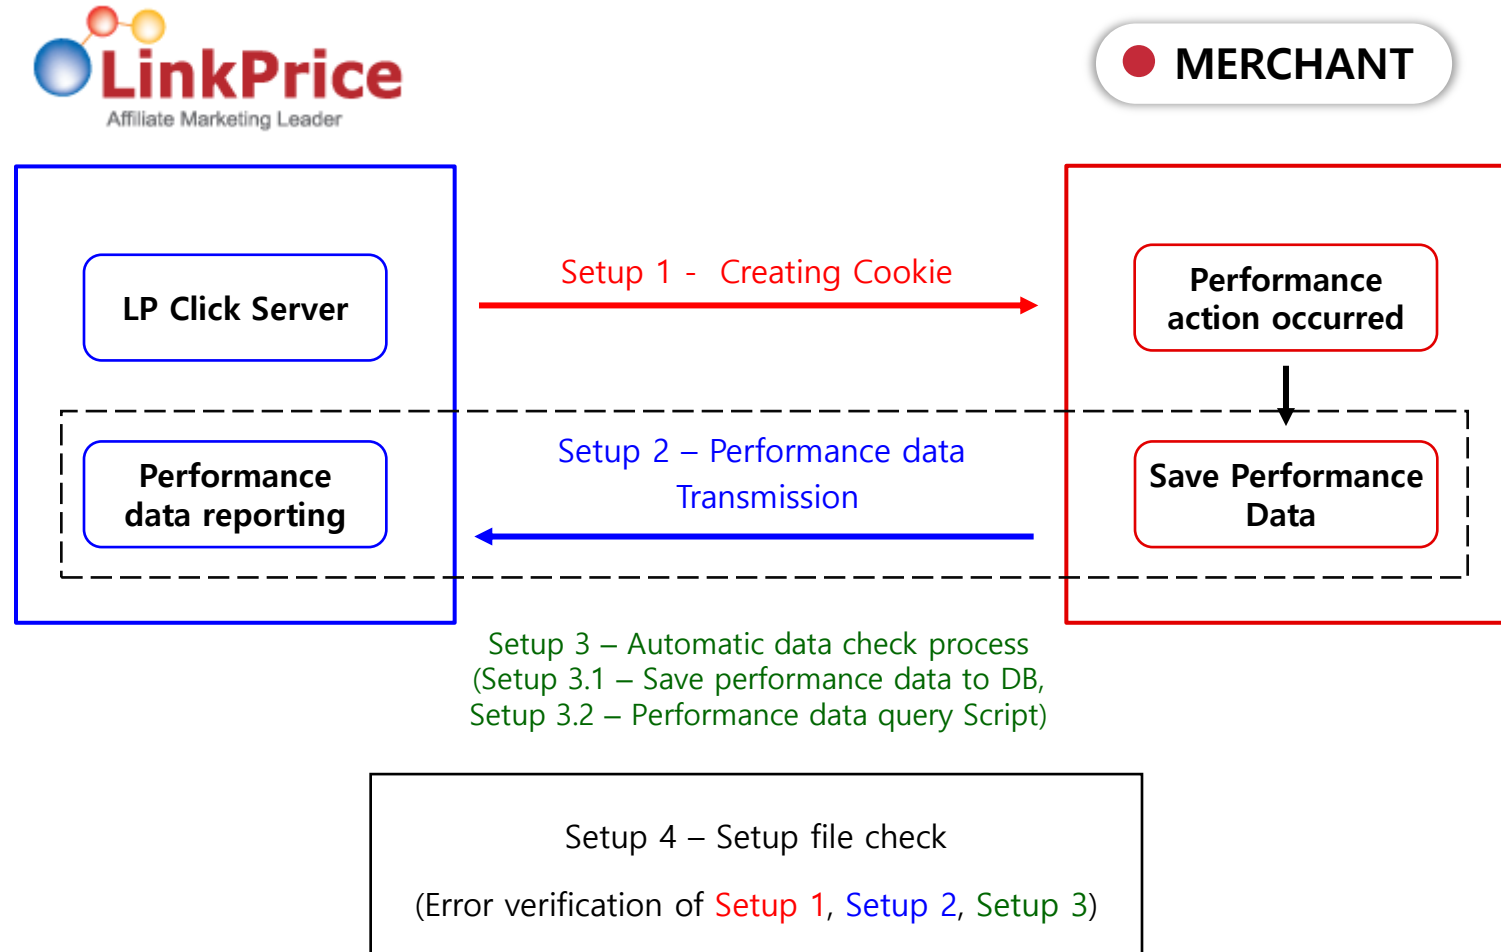 LinkPrice
Affiliate Marketing Leader
MERCHANT
LP Click Server
Setup 1 - Creating Cookie
Performance
action occurred
Performance
data reporting
Setup 2 – Performance data
Transmission
Save Performance
Data
Setup 3 – Automatic data check process
(Setup 3.1 – Save performance data to DB,
Setup 3.2 – Performance data query Script)
Setup 4 – Setup file check
(Error verification of Setup 1, Setup 2, Setup 3)